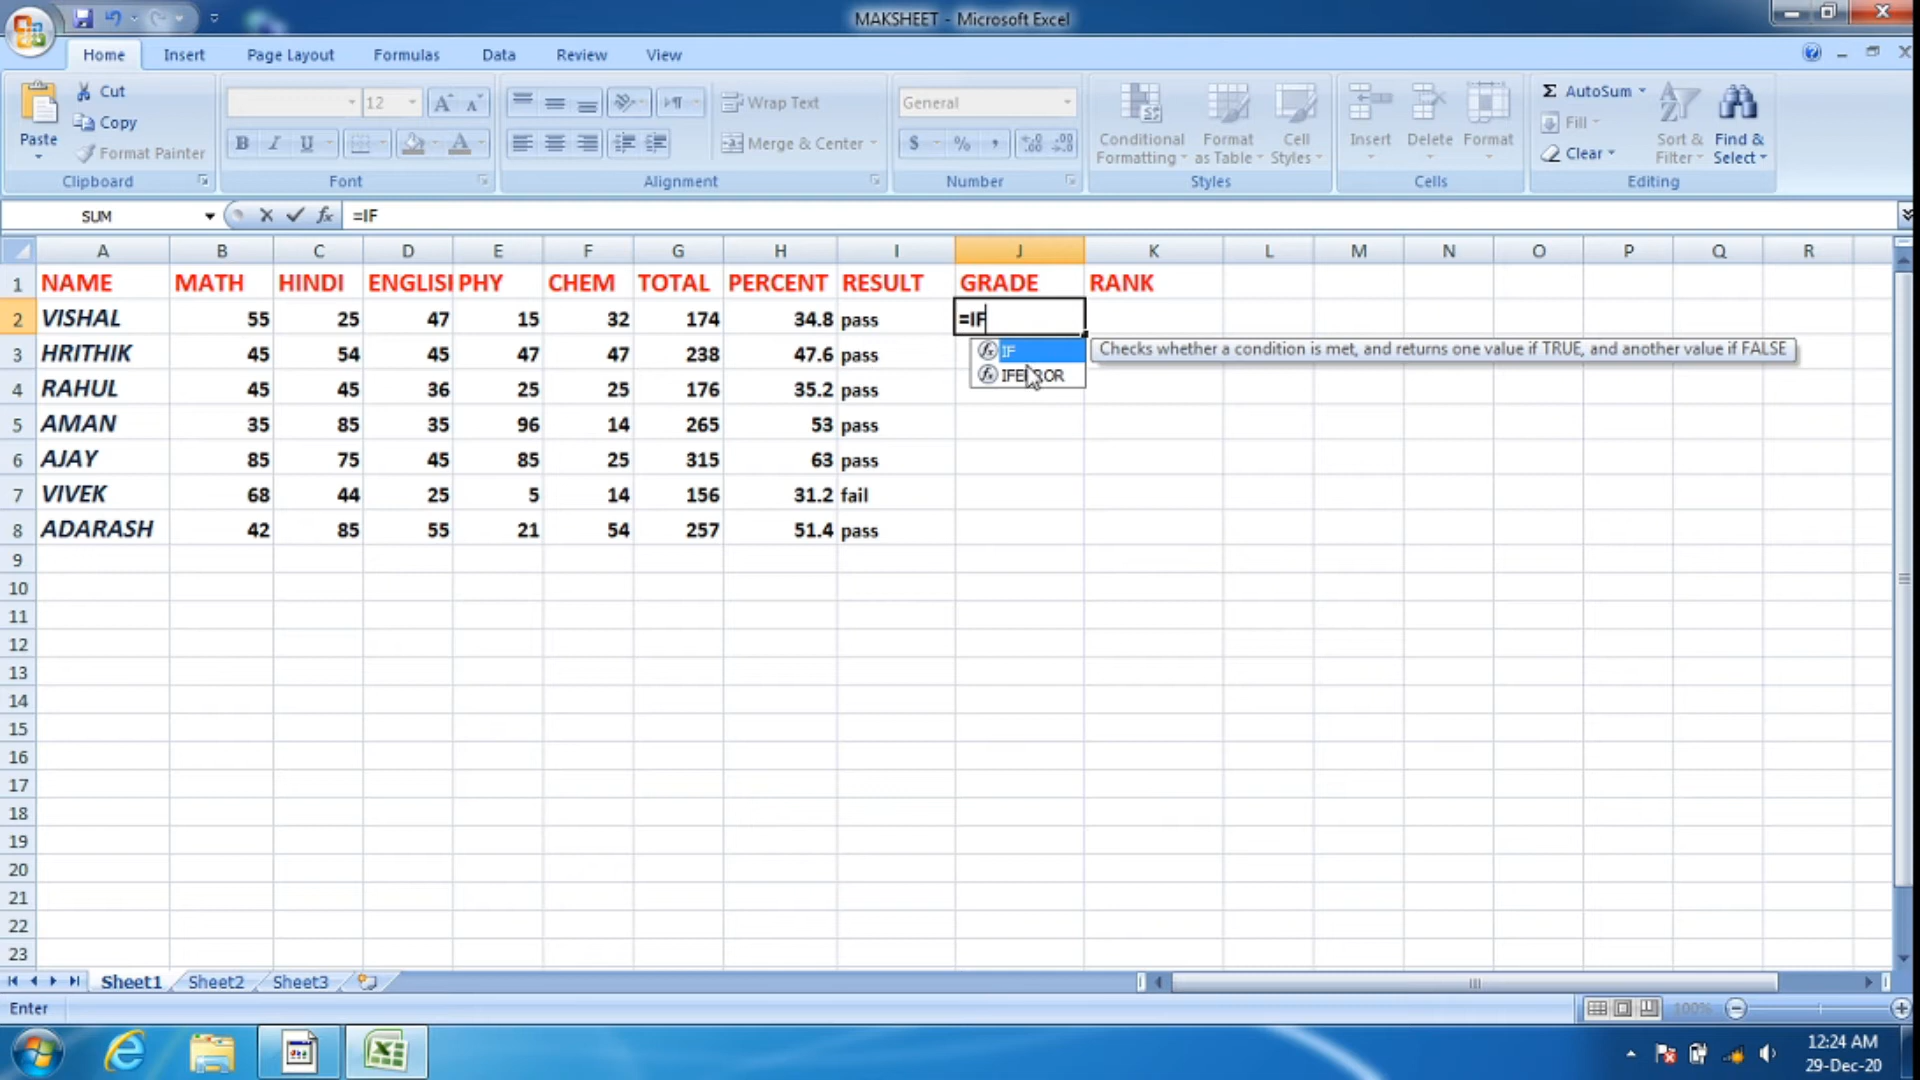 MAKSHEET - Microsoft Excel
Home Insert Page Layout Formulas Data Review View
Paste
Cut
Copy
Format Painter
Clipboard
12
Font
Wrap Text
Merge & Center
Alignment
General
Number
Conditional Formatting
Format as Table
Cell Styles
Styles
Insert Delete Format
Cells
AutoSum
Fill
Clear
Sort & Filter
Find & Select
Editing
SUM =IF
A B C D E F G H I J K L M N O P Q R
1 NAME MATH HINDI ENGLISI PHY CHEM TOTAL PERCENT RESULT GRADE RANK
2 VISHAL 55 25 47 15 32 174 34.8 pass =IF
3 HRITHIK 45 54 45 47 47 238 47.6 pass
IF Checks whether a condition is met, and returns one value if TRUE, and another value if FALSE
IFERROR
4 RAHUL 45 45 36 25 25 176 35.2 pass
5 AMAN 35 85 35 96 14 265 53 pass
6 AJAY 85 75 45 85 25 315 63 pass
7 VIVEK 68 44 25 5 14 156 31.2 fail
8 ADARASH 42 85 55 21 54 257 51.4 pass
9
10
11
12
13
14
15
16
17
18
19
20
21
22
23
Sheet1 Sheet2 Sheet3
Enter 100%
12:24 AM
29-Dec-20